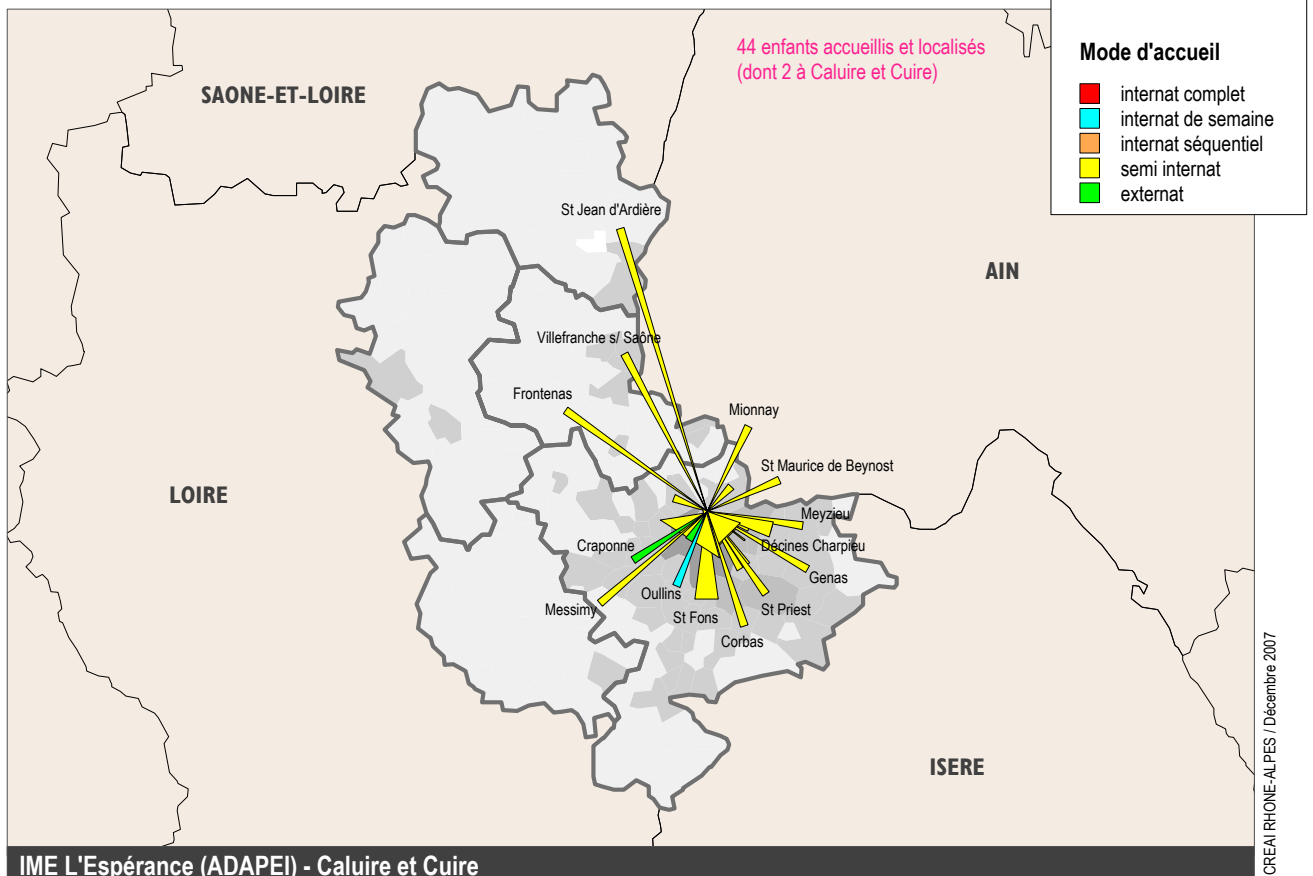 44 enfants accueillis et localisés
(dont 2 à Caluire et Cuire)
Mode d'accueil
internat complet
internat de semaine
internat séquentiel
semi internat
externat
SAONE-ET-LOIRE
St Jean d'Ardière
AIN
Villefranche s/ Saône
Frontenas
Mionnay
St Maurice de Beynost
LOIRE
Meyzieu
Craponne
Décines Charpieu
Genas
Oullins
Messimy
St Fons
St Priest
Corbas
ISERE
CREAI RHONE-ALPES / Décembre 2007
IME L'Espérance (ADAPEI) - Caluire et Cuire